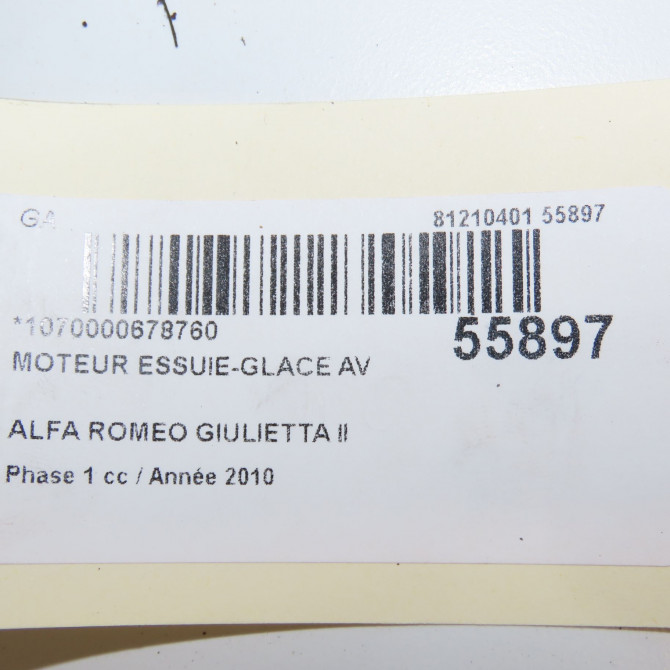 GA 81210401 55897
*1070000678760 55897
MOTEUR ESSUIE-GLACE AV
ALFA ROMEO GIULIETTA II
Phase 1 cc / Année 2010